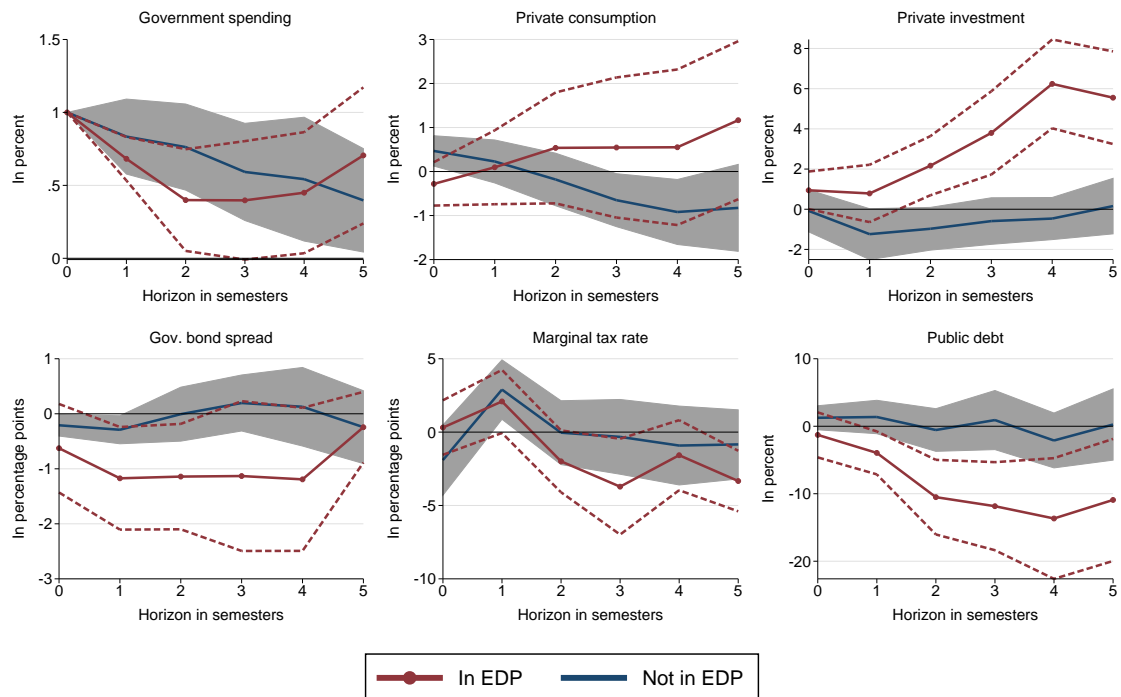 Government spending
In percent
1.5
1
.5
0
0 1 2 3 4 5
Horizon in semesters
Private consumption
In percent
3
2
1
0
-1
-2
0 1 2 3 4 5
Horizon in semesters
Private investment
In percent
8
6
4
2
0
-2
0 1 2 3 4 5
Horizon in semesters
Gov. bond spread
In percentage points
1
0
-1
-2
-3
0 1 2 3 4 5
Horizon in semesters
Marginal tax rate
In percentage points
5
0
-5
-10
0 1 2 3 4 5
Horizon in semesters
Public debt
In percent
10
0
-10
-20
0 1 2 3 4 5
Horizon in semesters
In EDP Not in EDP